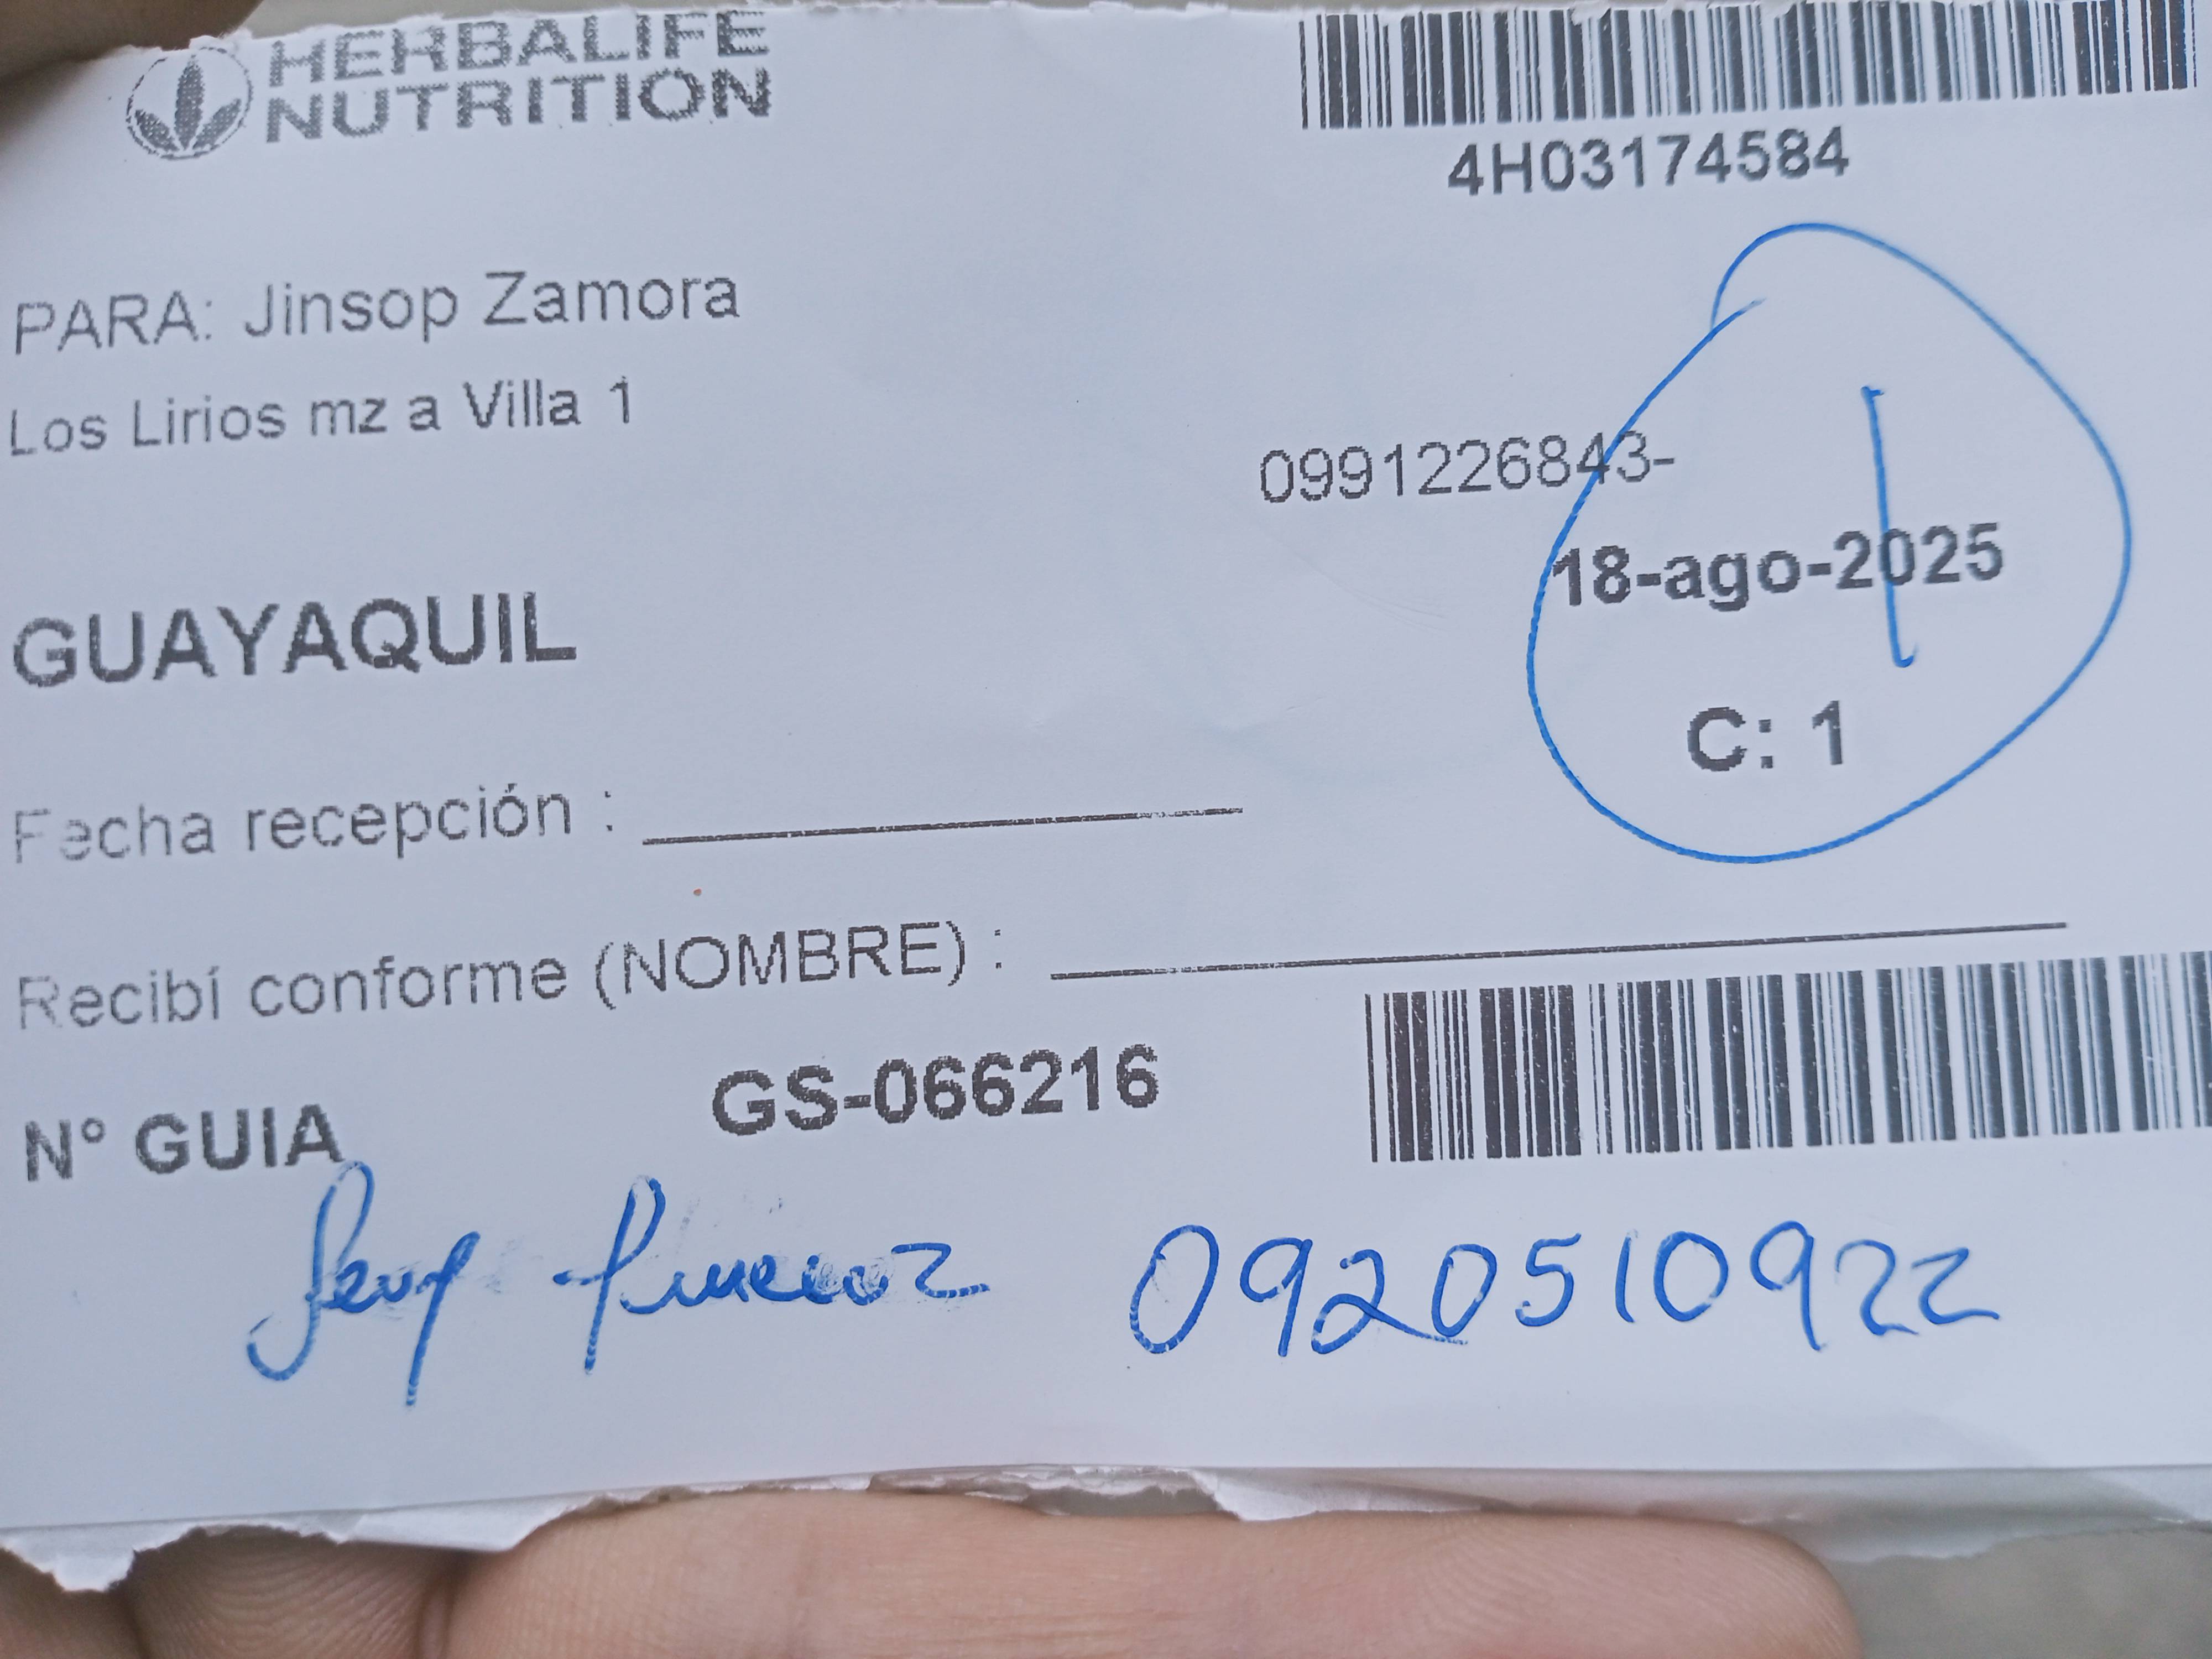 HERBALIFE
NUTRITION
4H03174584
PARA: Jinsop Zamora
Los Lirios mz a Villa 1
0991226843-
18-ago-2025
GUAYAQUIL
C: 1
Fecha recepción :
Recibí conforme (NOMBRE) :
N° GUIA GS-066216
0920510922